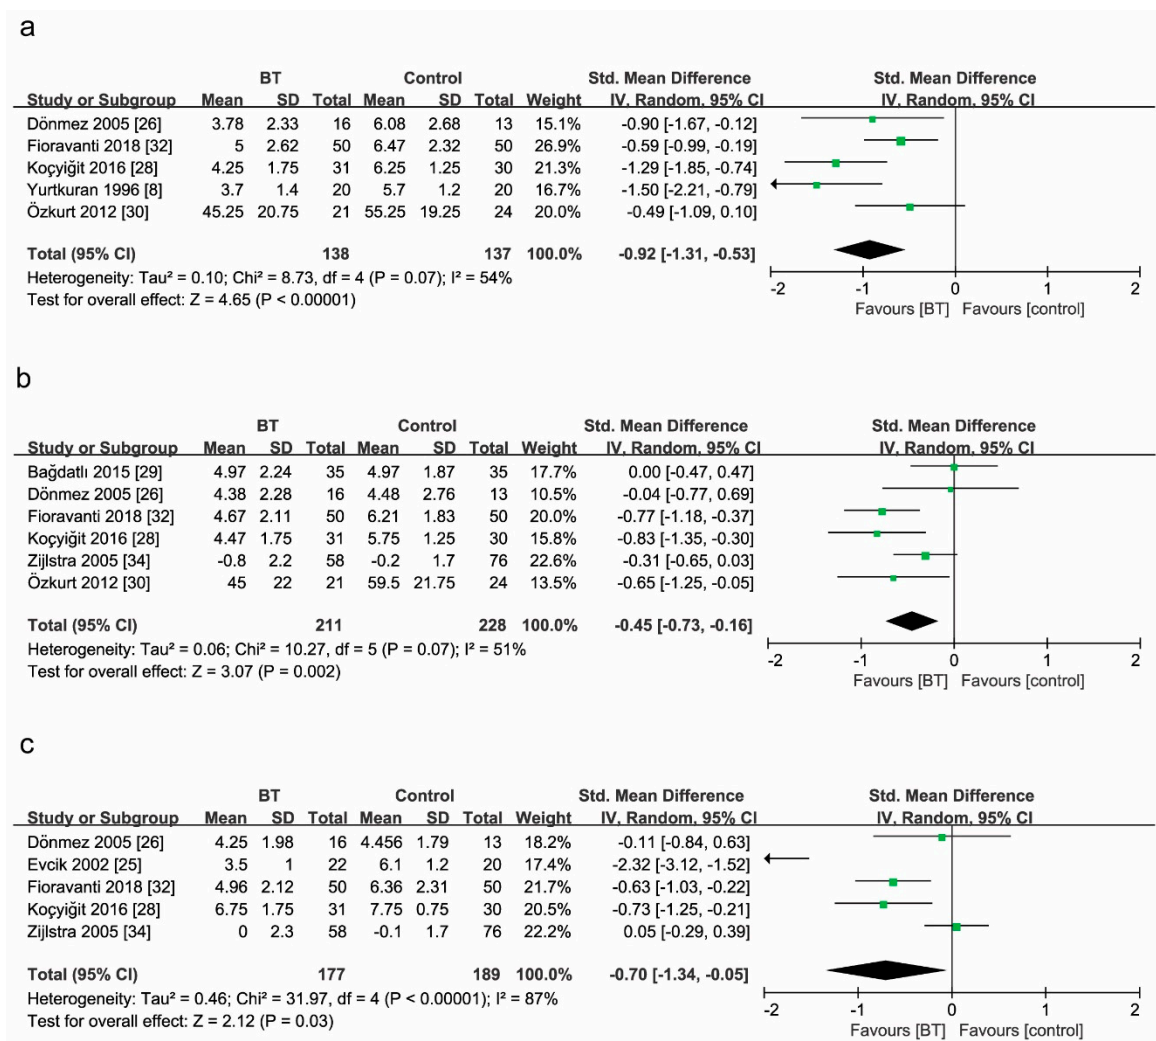 a
BT Control Std. Mean Difference Std. Mean Difference
Study or Subgroup Mean SD Total Mean SD Total Weight IV, Random, 95% CI IV, Random, 95% CI
Dönmez 2005 [26] 3.78 2.33 16 6.08 2.68 13 15.1% -0.90 [-1.67, -0.12]
Fioravanti 2018 [32] 5 2.62 50 6.47 2.32 50 26.9% -0.59 [-0.99, -0.19]
Koçyiğit 2016 [28] 4.25 1.75 31 6.25 1.25 30 21.3% -1.29 [-1.85, -0.74]
Yurtkuran 1996 [8] 3.7 1.4 20 5.7 1.2 20 16.7% -1.50 [-2.21, -0.79]
Özkurt 2012 [30] 45.25 20.75 21 55.25 19.25 24 20.0% -0.49 [-1.09, 0.10]
Total (95% CI) 138 137 100.0% -0.92 [-1.31, -0.53]
Heterogeneity: Tau² = 0.10; Chi² = 8.73, df = 4 (P = 0.07); I² = 54%
Test for overall effect: Z = 4.65 (P < 0.00001)
-2 -1 0 1 2
Favours [BT] Favours [control]
b
BT Control Std. Mean Difference Std. Mean Difference
Study or Subgroup Mean SD Total Mean SD Total Weight IV, Random, 95% CI IV, Random, 95% CI
Bağdatlı 2015 [29] 4.97 2.24 35 4.97 1.87 35 17.7% 0.00 [-0.47, 0.47]
Dönmez 2005 [26] 4.38 2.28 16 4.48 2.76 13 10.5% -0.04 [-0.77, 0.69]
Fioravanti 2018 [32] 4.67 2.11 50 6.21 1.83 50 20.0% -0.77 [-1.18, -0.37]
Koçyiğit 2016 [28] 4.47 1.75 31 5.75 1.25 30 15.8% -0.83 [-1.35, -0.30]
Zijlstra 2005 [34] -0.8 2.2 58 -0.2 1.7 76 22.6% -0.31 [-0.65, 0.03]
Özkurt 2012 [30] 45 22 21 59.5 21.75 24 13.5% -0.65 [-1.25, -0.05]
Total (95% CI) 211 228 100.0% -0.45 [-0.73, -0.16]
Heterogeneity: Tau² = 0.06; Chi² = 10.27, df = 5 (P = 0.07); I² = 51%
Test for overall effect: Z = 3.07 (P = 0.002)
-2 -1 0 1 2
Favours [BT] Favours [control]
c
BT Control Std. Mean Difference Std. Mean Difference
Study or Subgroup Mean SD Total Mean SD Total Weight IV, Random, 95% CI IV, Random, 95% CI
Dönmez 2005 [26] 4.25 1.98 16 4.456 1.79 13 18.2% -0.11 [-0.84, 0.63]
Evcik 2002 [25] 3.5 1 22 6.1 1.2 20 17.4% -2.32 [-3.12, -1.52]
Fioravanti 2018 [32] 4.96 2.12 50 6.36 2.31 50 21.7% -0.63 [-1.03, -0.22]
Koçyiğit 2016 [28] 6.75 1.75 31 7.75 0.75 30 20.5% -0.73 [-1.25, -0.21]
Zijlstra 2005 [34] 0 2.3 58 -0.1 1.7 76 22.2% 0.05 [-0.29, 0.39]
Total (95% CI) 177 189 100.0% -0.70 [-1.34, -0.05]
Heterogeneity: Tau² = 0.46; Chi² = 31.97, df = 4 (P < 0.00001); I² = 87%
Test for overall effect: Z = 2.12 (P = 0.03)
-2 -1 0 1 2
Favours [BT] Favours [control]